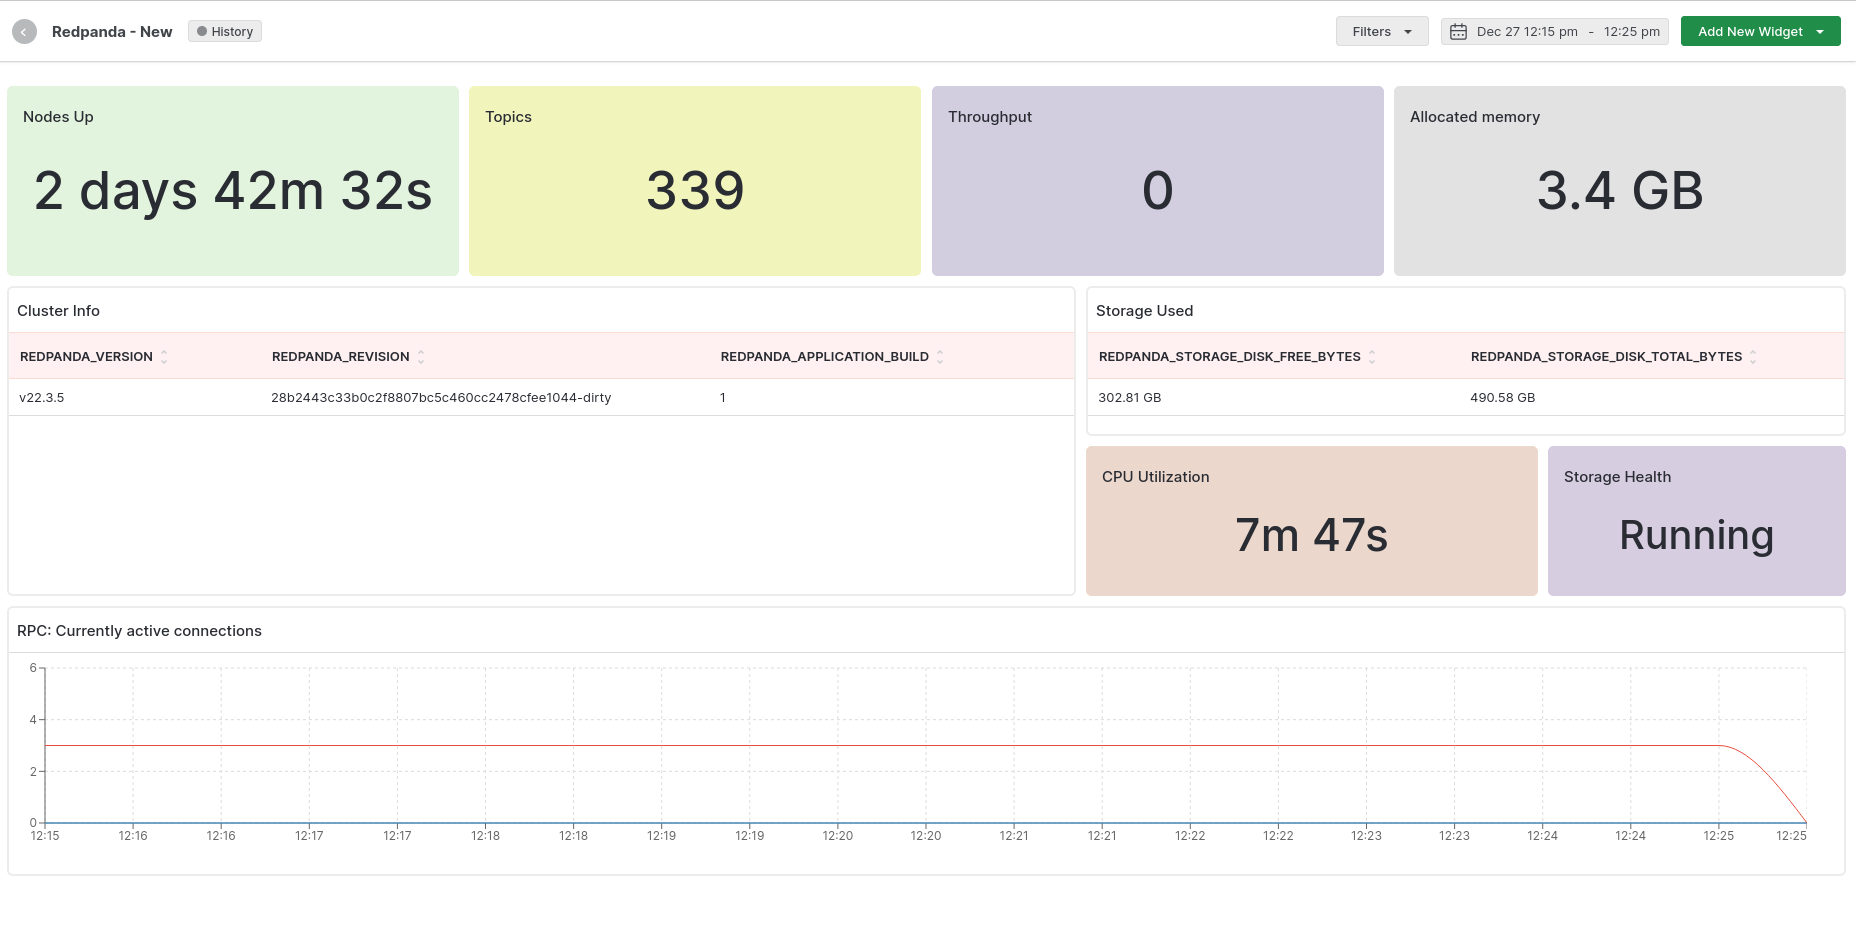 Redpanda - New
History
Filters
Dec 27 12:15 pm - 12:25 pm
Add New Widget
Nodes Up
2 days 42m 32s
Topics
339
Throughput
0
Allocated memory
3.4 GB
Cluster Info
REDPANDA_VERSION REDPANDA_REVISION REDPANDA_APPLICATION_BUILD
v22.3.5 28b2443c33b0c2f8807bc5c460cc2478cfee1044-dirty 1
Storage Used
REDPANDA_STORAGE_DISK_FREE_BYTES REDPANDA_STORAGE_DISK_TOTAL_BYTES
302.81 GB 490.58 GB
CPU Utilization
7m 47s
Storage Health
Running
RPC: Currently active connections
6
4
2
0
12:15 12:16 12:16 12:17 12:17 12:18 12:18 12:19 12:19 12:20 12:20 12:21 12:21 12:22 12:22 12:23 12:23 12:24 12:24 12:25 12:25